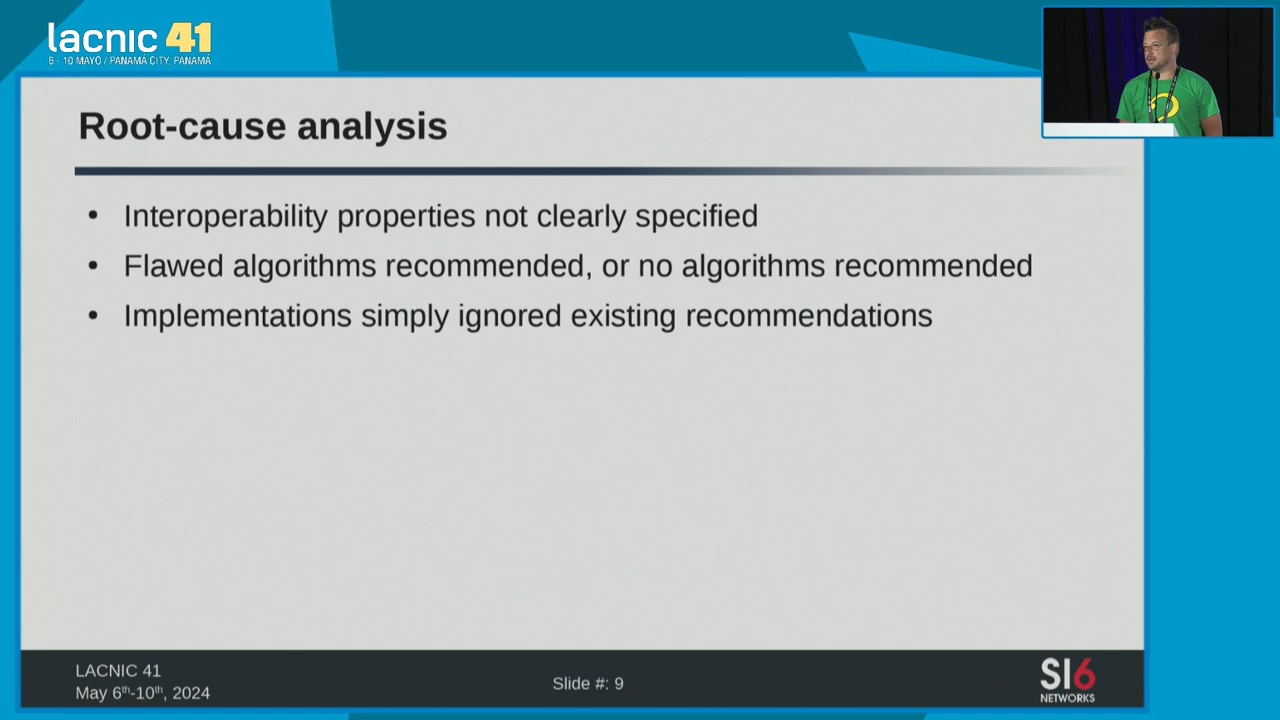 lacnic 41
6 - 10 MAYO / PANAMÁ CITY, PANAMÁ
Root-cause analysis
• Interoperability properties not clearly specified
• Flawed algorithms recommended, or no algorithms recommended
• Implementations simply ignored existing recommendations
LACNIC 41
May 6th-10th, 2024
Slide #: 9
SI6
NETWORKS